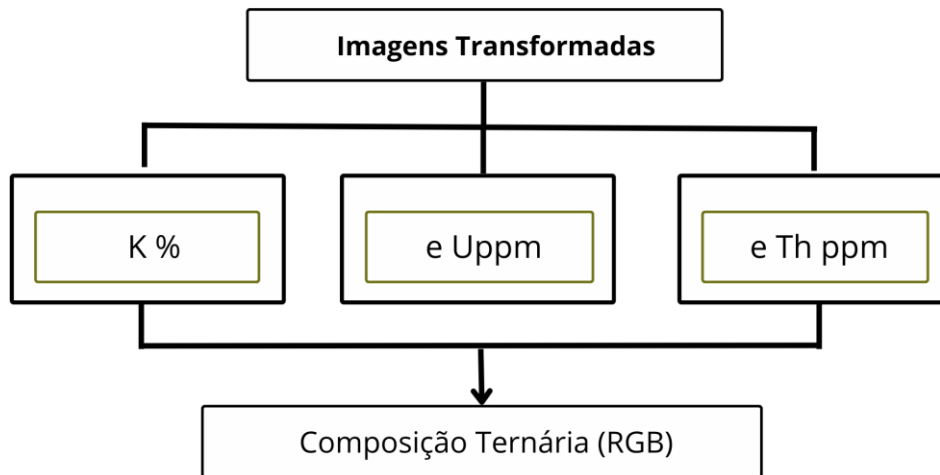 Imagens Transformadas
K %
e Uppm
e Th ppm
Composição Ternária (RGB)